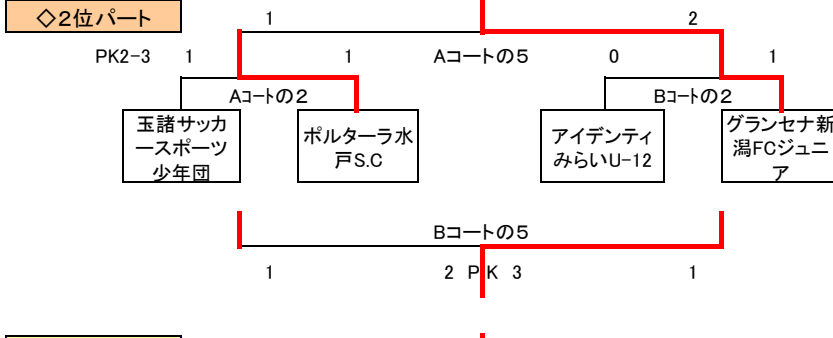 ◇2位パート
1
2
PK2-3
1
1
Aコートの5
0
1
Aコートの2
Bコートの2
玉諸サッカ
ースポーツ
少年団
ポルターラ水
戸S.C
アイデンティ
みらいU-12
グランセナ新
潟FCジュニ
ア
Bコートの5
1
2 PK 3
1